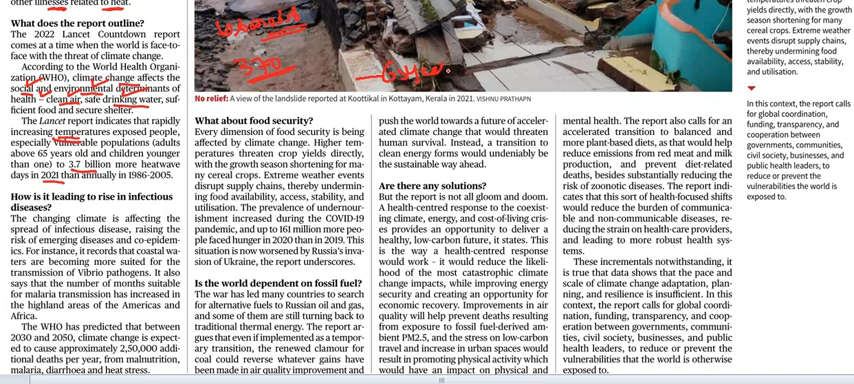 other illnesses related to heat.
What does the report outline?
The 2022 Lancet Countdown report
comes at a time when the world is face-to-
face with the threat of climate change.
According to the World Health Organi-
zation (WHO), climate change affects the
social and environmental determinants of
health – clean air, safe drinking water, suf-
ficient food and secure shelter.
The Lancet report indicates that rapidly
increasing temperatures exposed people,
especially vulnerable populations (adults
above 65 years old and children younger
than one) to 3.7 billion more heatwave
days in 2021 than annually in 1986-2005.
How is it leading to rise in infectious
diseases?
The changing climate is affecting the
spread of infectious disease, raising the
risk of emerging diseases and co-epidem-
ics. For instance, it records that coastal wa-
ters are becoming more suited for the
transmission of Vibrio pathogens. It also
says that the number of months suitable
for malaria transmission has increased in
the highland areas of the Americas and
Africa.
The WHO has predicted that between
2030 and 2050, climate change is expect-
ed to cause approximately 2,50,000 addi-
tional deaths per year, from malnutrition,
malaria, diarrhoea and heat stress.
370
No relief: A view of the landslide reported at Koottikal in Kottayam, Kerala in 2021. VISHNU PRATHAPN
What about food security?
Every dimension of food security is being
affected by climate change. Higher tem-
peratures threaten crop yields directly,
with the growth season shortening for ma-
ny cereal crops. Extreme weather events
disrupt supply chains, thereby undermin-
ing food availability, access, stability, and
utilisation. The prevalence of undernour-
ishment increased during the COVID-19
pandemic, and up to 161 million more peo-
ple faced hunger in 2020 than in 2019. This
situation is now worsened by Russia's inva-
sion of Ukraine, the report underscores.
Is the world dependent on fossil fuel?
The war has led many countries to search
for alternative fuels to Russian oil and gas,
and some of them are still turning back to
traditional thermal energy. The report ar-
gues that even if implemented as a tempor-
ary transition, the renewed clamour for
coal could reverse whatever gains have
been made in air quality improvement and
push the world towards a future of acceler-
ated climate change that would threaten
human survival. Instead, a transition to
clean energy forms would undeniably be
the sustainable way ahead.
Are there any solutions?
But the report is not all gloom and doom.
A health-centred response to the coexist-
ing climate, energy, and cost-of-living cris-
es provides an opportunity to deliver a
healthy, low-carbon future, it states. This
is the way a health-centred response
would work - it would reduce the likeli-
hood of the most catastrophic climate
change impacts, while improving energy
security and creating an opportunity for
economic recovery. Improvements in air
quality will help prevent deaths resulting
from exposure to fossil fuel-derived am-
bient PM2.5, and the stress on low-carbon
travel and increase in urban spaces would
result in promoting physical activity which
would have an impact on physical and
mental health. The report also calls for an
accelerated transition to balanced and
more plant-based diets, as that would help
reduce emissions from red meat and milk
production, and prevent diet-related
deaths, besides substantially reducing the
risk of zoonotic diseases. The report indi-
cates that this sort of health-focused shifts
would reduce the burden of communica-
ble and non-communicable diseases, re-
ducing the strain on health-care providers,
and leading to more robust health sys-
tems.
These incrementals notwithstanding, it
is true that data shows that the pace and
scale of climate change adaptation, plan-
ning, and resilience is insufficient. In this
context, the report calls for global coordi-
nation, funding, transparency, and coop-
eration between governments, communi-
ties, civil society, businesses, and public
health leaders, to reduce or prevent the
vulnerabilities that the world is otherwise
exposed to.
temperatures threaten crop
yields directly, with the growth
season shortening for many
cereal crops. Extreme weather
events disrupt supply chains,
thereby undermining food
availability, access, stability,
and utilisation.
In this context, the report calls
for global coordination,
funding, transparency, and
cooperation between
governments, communities,
civil society, businesses, and
public health leaders, to
reduce or prevent the
vulnerabilities the world is
exposed to.